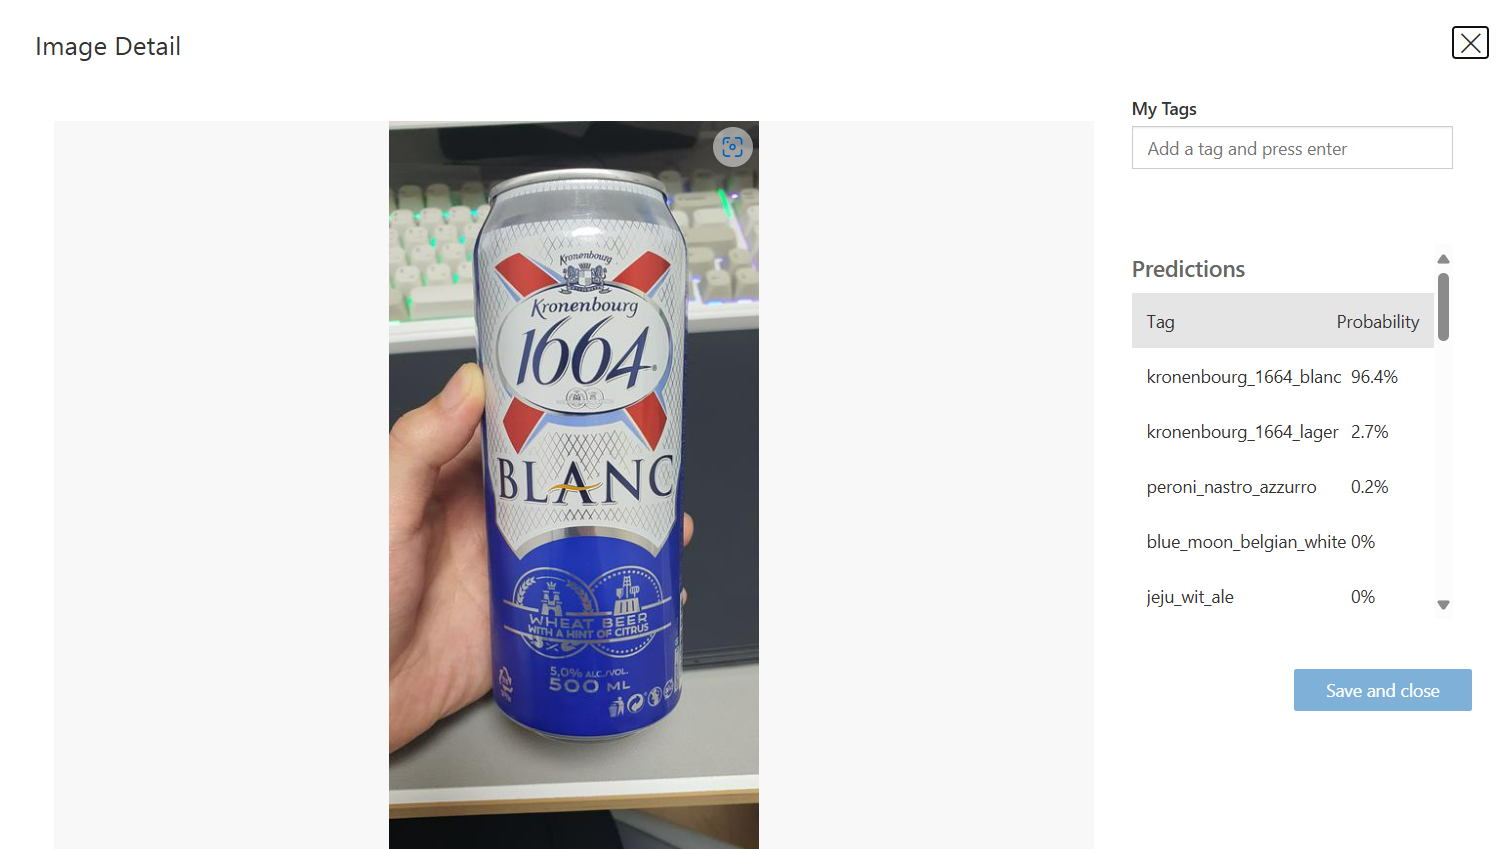 Image Detail
My Tags
Add a tag and press enter
Predictions
Tag Probability
kronenbourg_1664_blanc 96.4%
kronenbourg_1664_lager 2.7%
peroni_nastro_azzurro 0.2%
blue_moon_belgian_white 0%
jeju_wit_ale 0%
Save and close
Kronenbourg
Kronenbourg
1664
BLANC
WHEAT BEER
WITH A HINT OF CITRUS
5,0% ALC./VOL.
500 ML